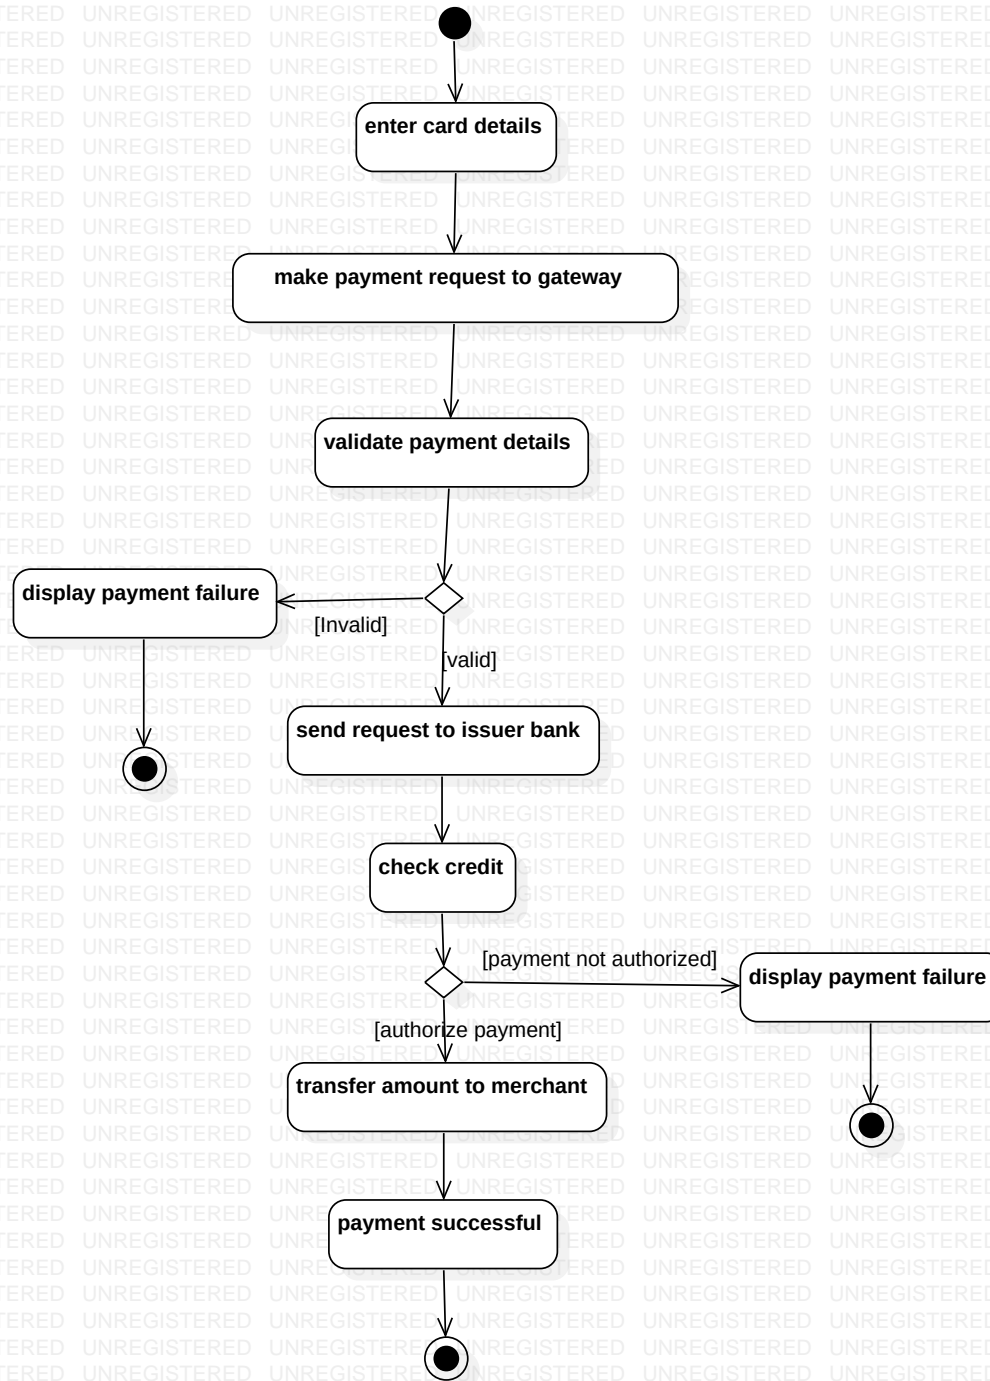 enter card details
make payment request to gateway
validate payment details
display payment failure
[Invalid]
[valid]
send request to issuer bank
check credit
[payment not authorized]
display payment failure
[authorize payment]
transfer amount to merchant
payment successful
UNREGISTERED